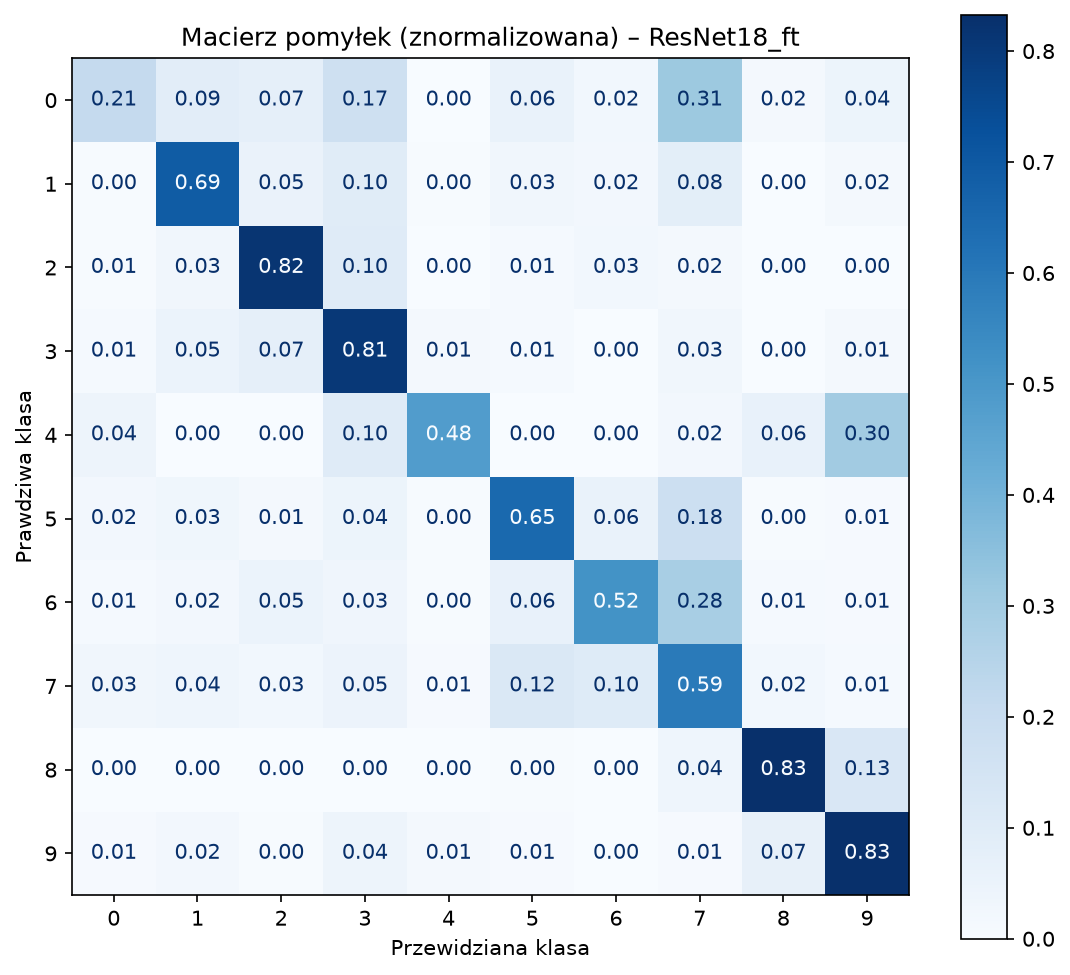 Macierz pomyłek (znormalizowana) – ResNet18_ft
Prawdziwa klasa
0 0.21 0.09 0.07 0.17 0.00 0.06 0.02 0.31 0.02 0.04
1 0.00 0.69 0.05 0.10 0.00 0.03 0.02 0.08 0.00 0.02
2 0.01 0.03 0.82 0.10 0.00 0.01 0.03 0.02 0.00 0.00
3 0.01 0.05 0.07 0.81 0.01 0.01 0.00 0.03 0.00 0.01
4 0.04 0.00 0.00 0.10 0.48 0.00 0.00 0.02 0.06 0.30
5 0.02 0.03 0.01 0.04 0.00 0.65 0.06 0.18 0.00 0.01
6 0.01 0.02 0.05 0.03 0.00 0.06 0.52 0.28 0.01 0.01
7 0.03 0.04 0.03 0.05 0.01 0.12 0.10 0.59 0.02 0.01
8 0.00 0.00 0.00 0.00 0.00 0.00 0.00 0.04 0.83 0.13
9 0.01 0.02 0.00 0.04 0.01 0.01 0.00 0.01 0.07 0.83
0 1 2 3 4 5 6 7 8 9
Przewidziana klasa
0.8
0.7
0.6
0.5
0.4
0.3
0.2
0.1
0.0